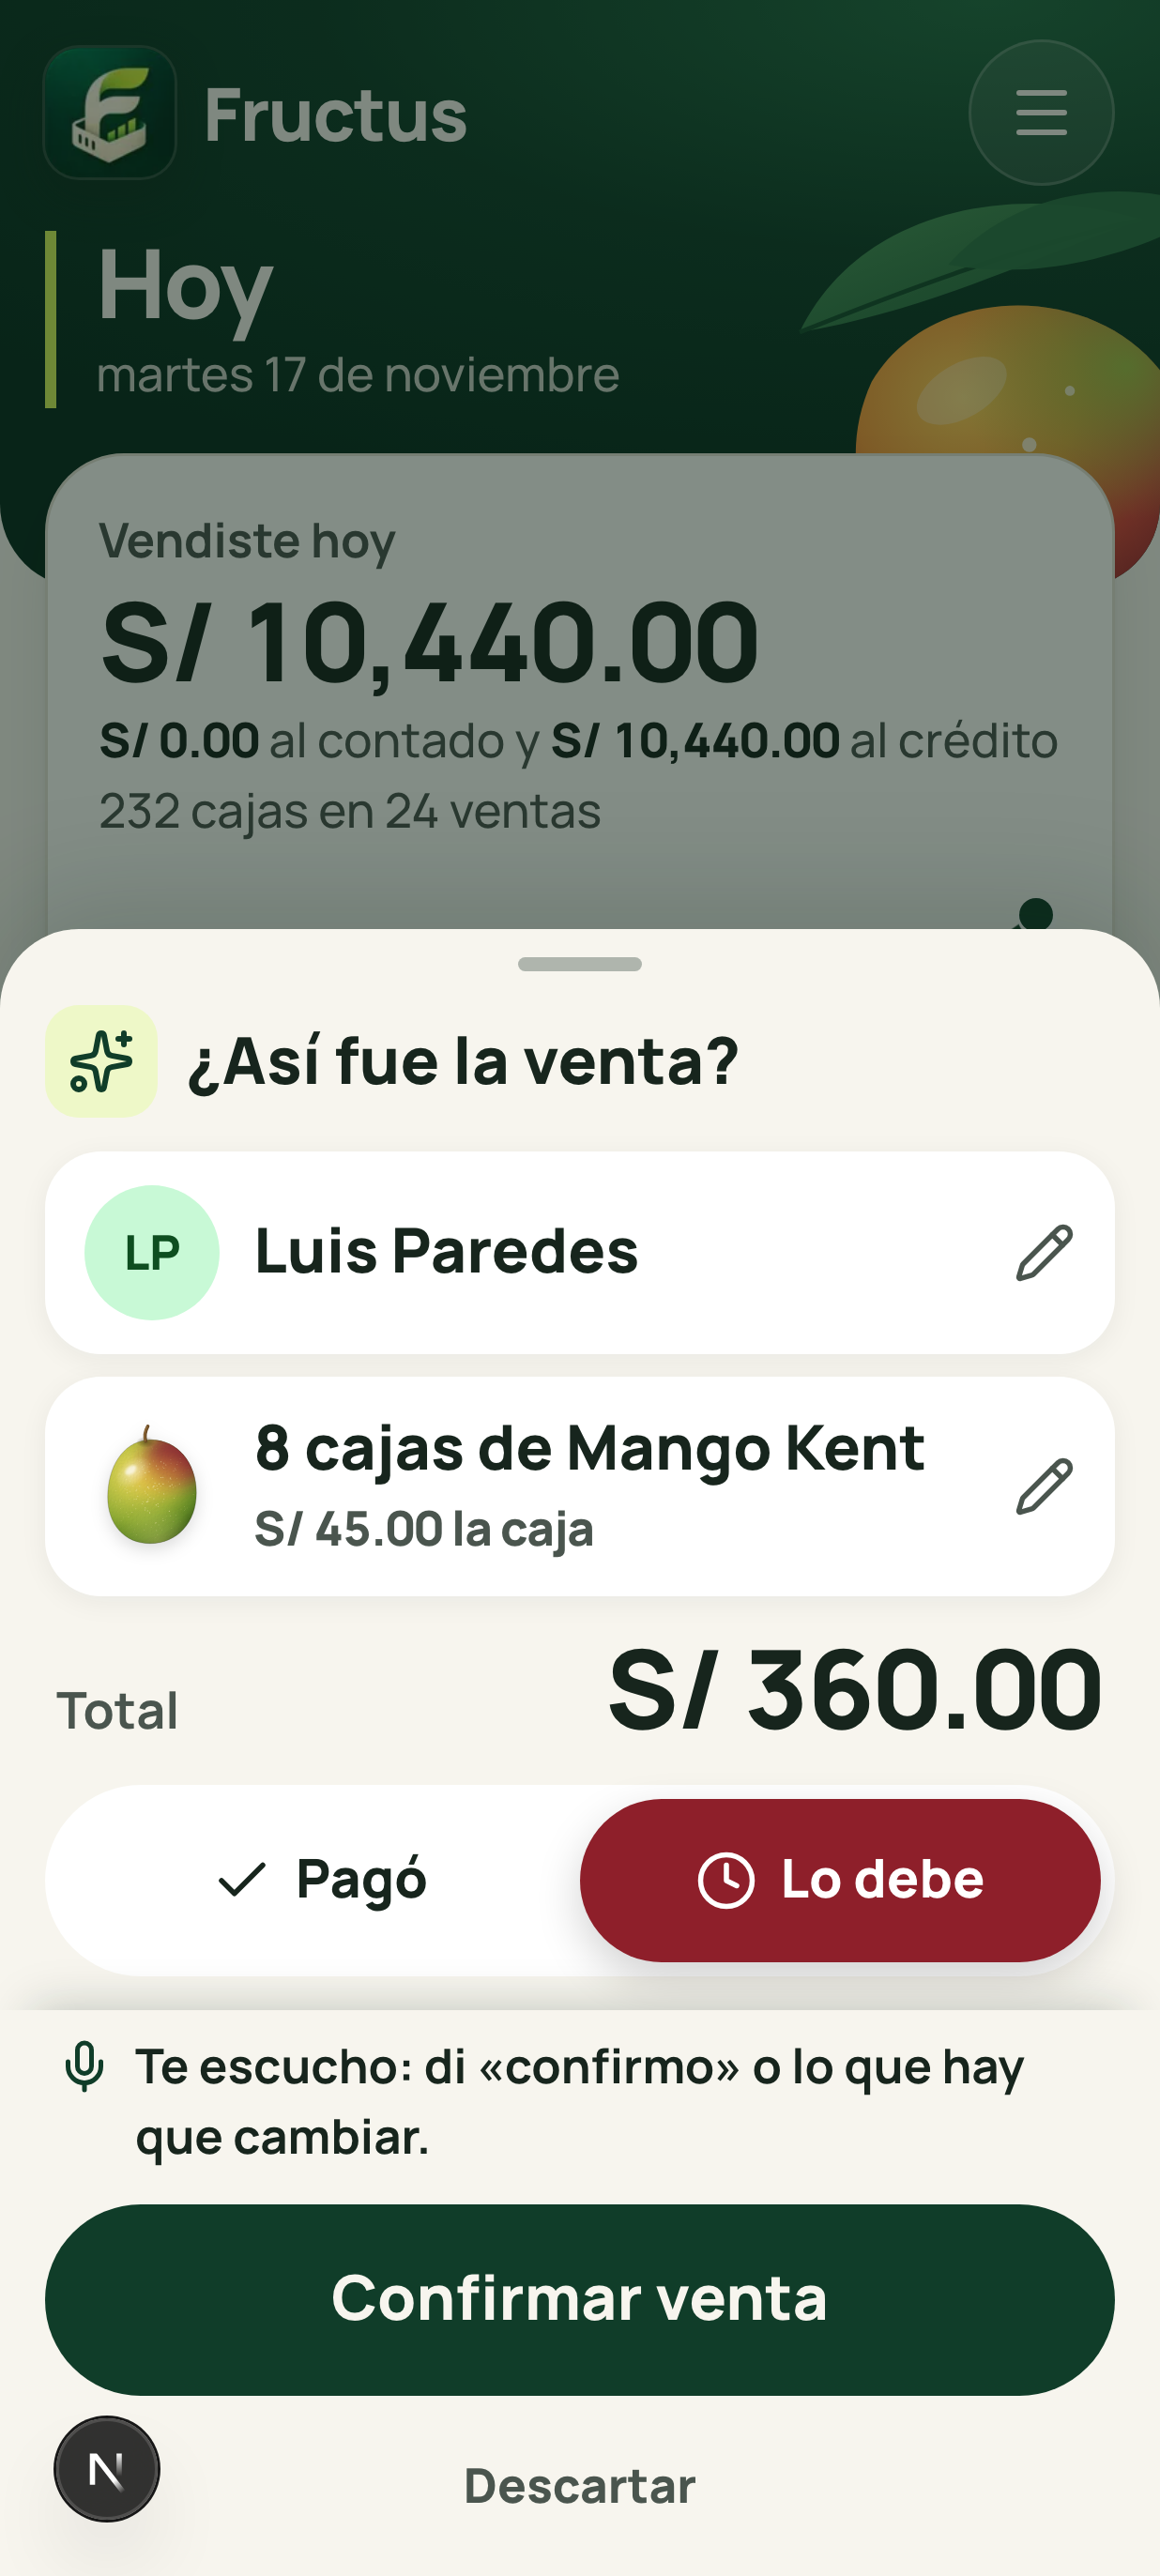 Fructus
Hoy
martes 17 de noviembre
Vendiste hoy
S/ 10,440.00
S/ 0.00 al contado y S/ 10,440.00 al crédito
232 cajas en 24 ventas
¿Así fue la venta?
LP
Luis Paredes
8 cajas de Mango Kent
S/ 45.00 la caja
Total
S/ 360.00
Pagó
Lo debe
Te escucho: di «confirmo» o lo que hay
que cambiar.
Confirmar venta
N
Descartar